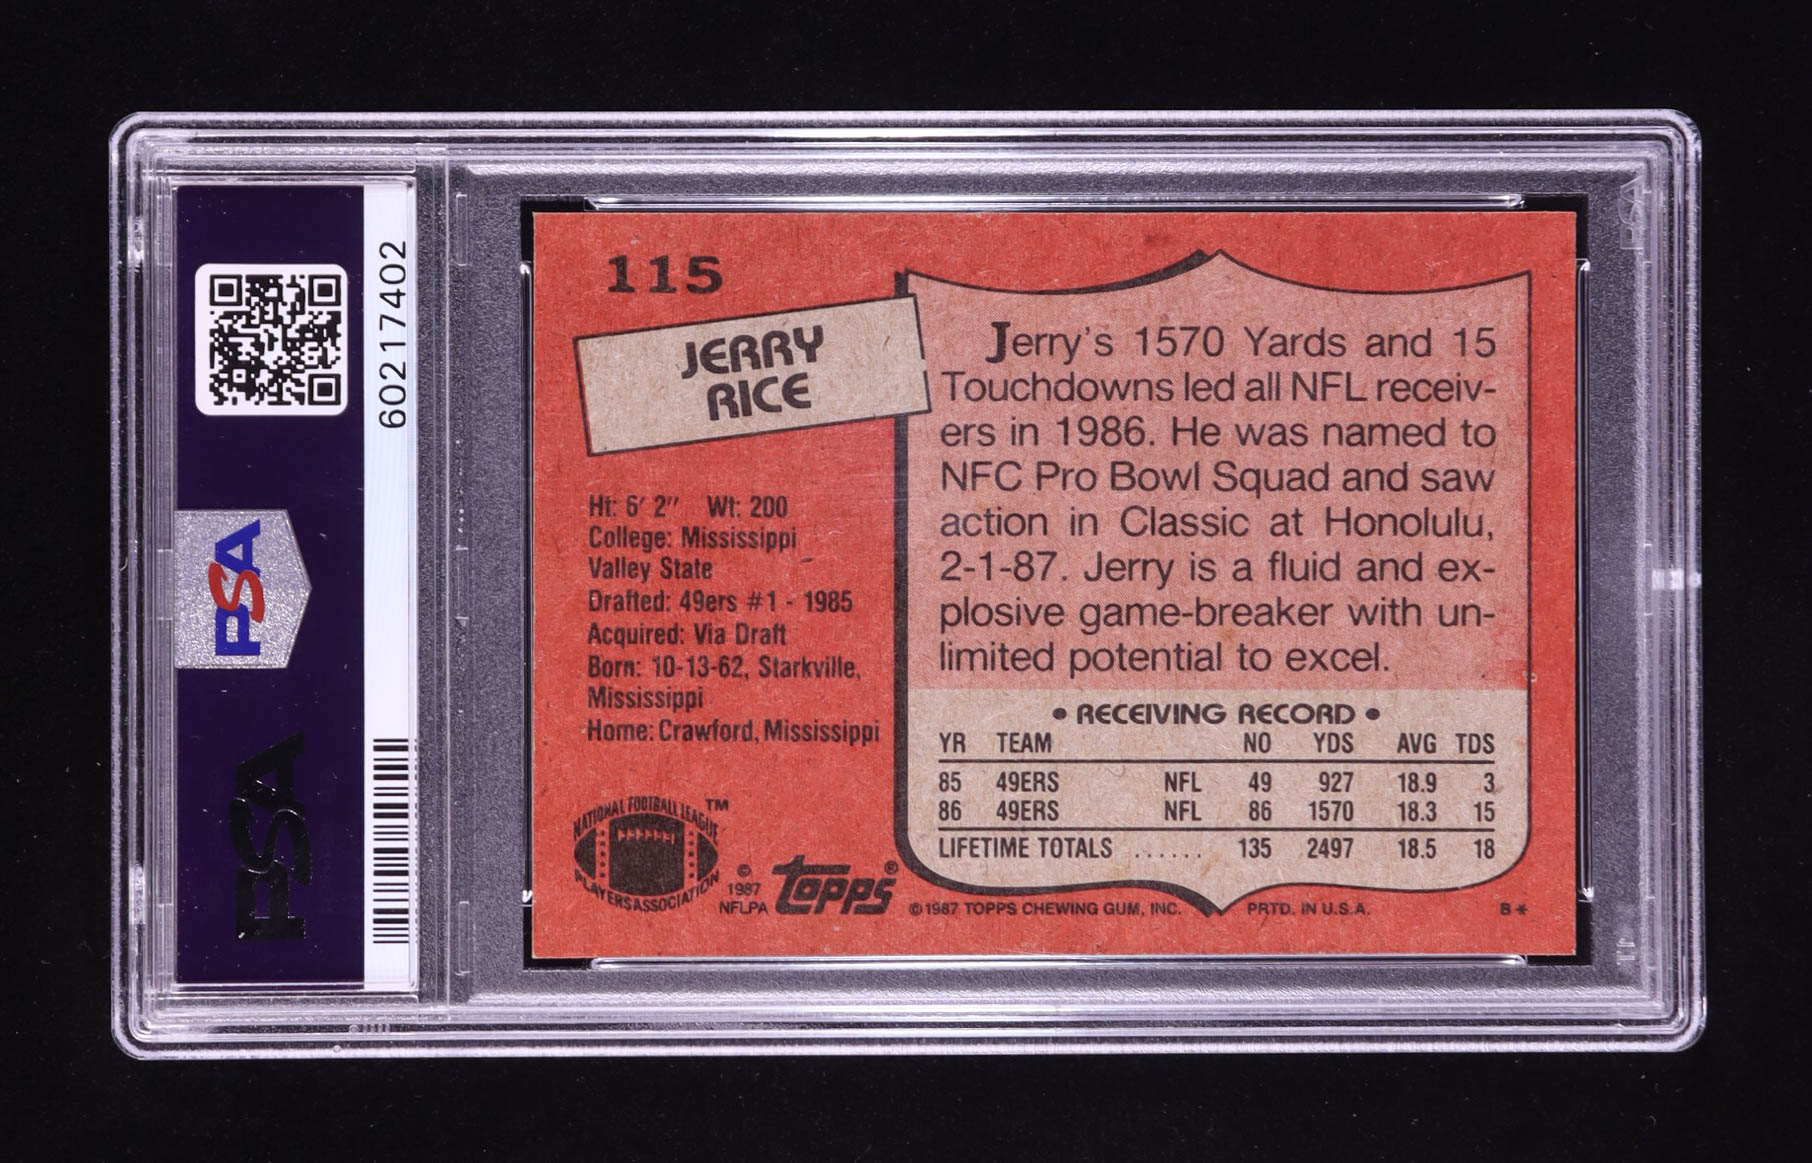 60217402
PSA
PSA
115
JERRY
RICE
Ht: 6' 2" Wt: 200
College: Mississippi
Valley State
Drafted: 49ers #1 - 1985
Acquired: Via Draft
Born: 10-13-62, Starkville,
Mississippi
Home: Crawford, Mississippi
NATIONAL FOOTBALL LEAGUE ™
PLAYERS ASSOCIATION
©
1987
NFLPA
topps®
Jerry's 1570 Yards and 15
Touchdowns led all NFL receiv-
ers in 1986. He was named to
NFC Pro Bowl Squad and saw
action in Classic at Honolulu,
2-1-87. Jerry is a fluid and ex-
plosive game-breaker with un-
limited potential to excel.
• RECEIVING RECORD •
YR TEAM NO YDS AVG TDS
85 49ERS NFL 49 927 18.9 3
86 49ERS NFL 86 1570 18.3 15
LIFETIME TOTALS ...... 135 2497 18.5 18
©1987 TOPPS CHEWING GUM, INC. PRTD. IN U.S.A. B*
PSA